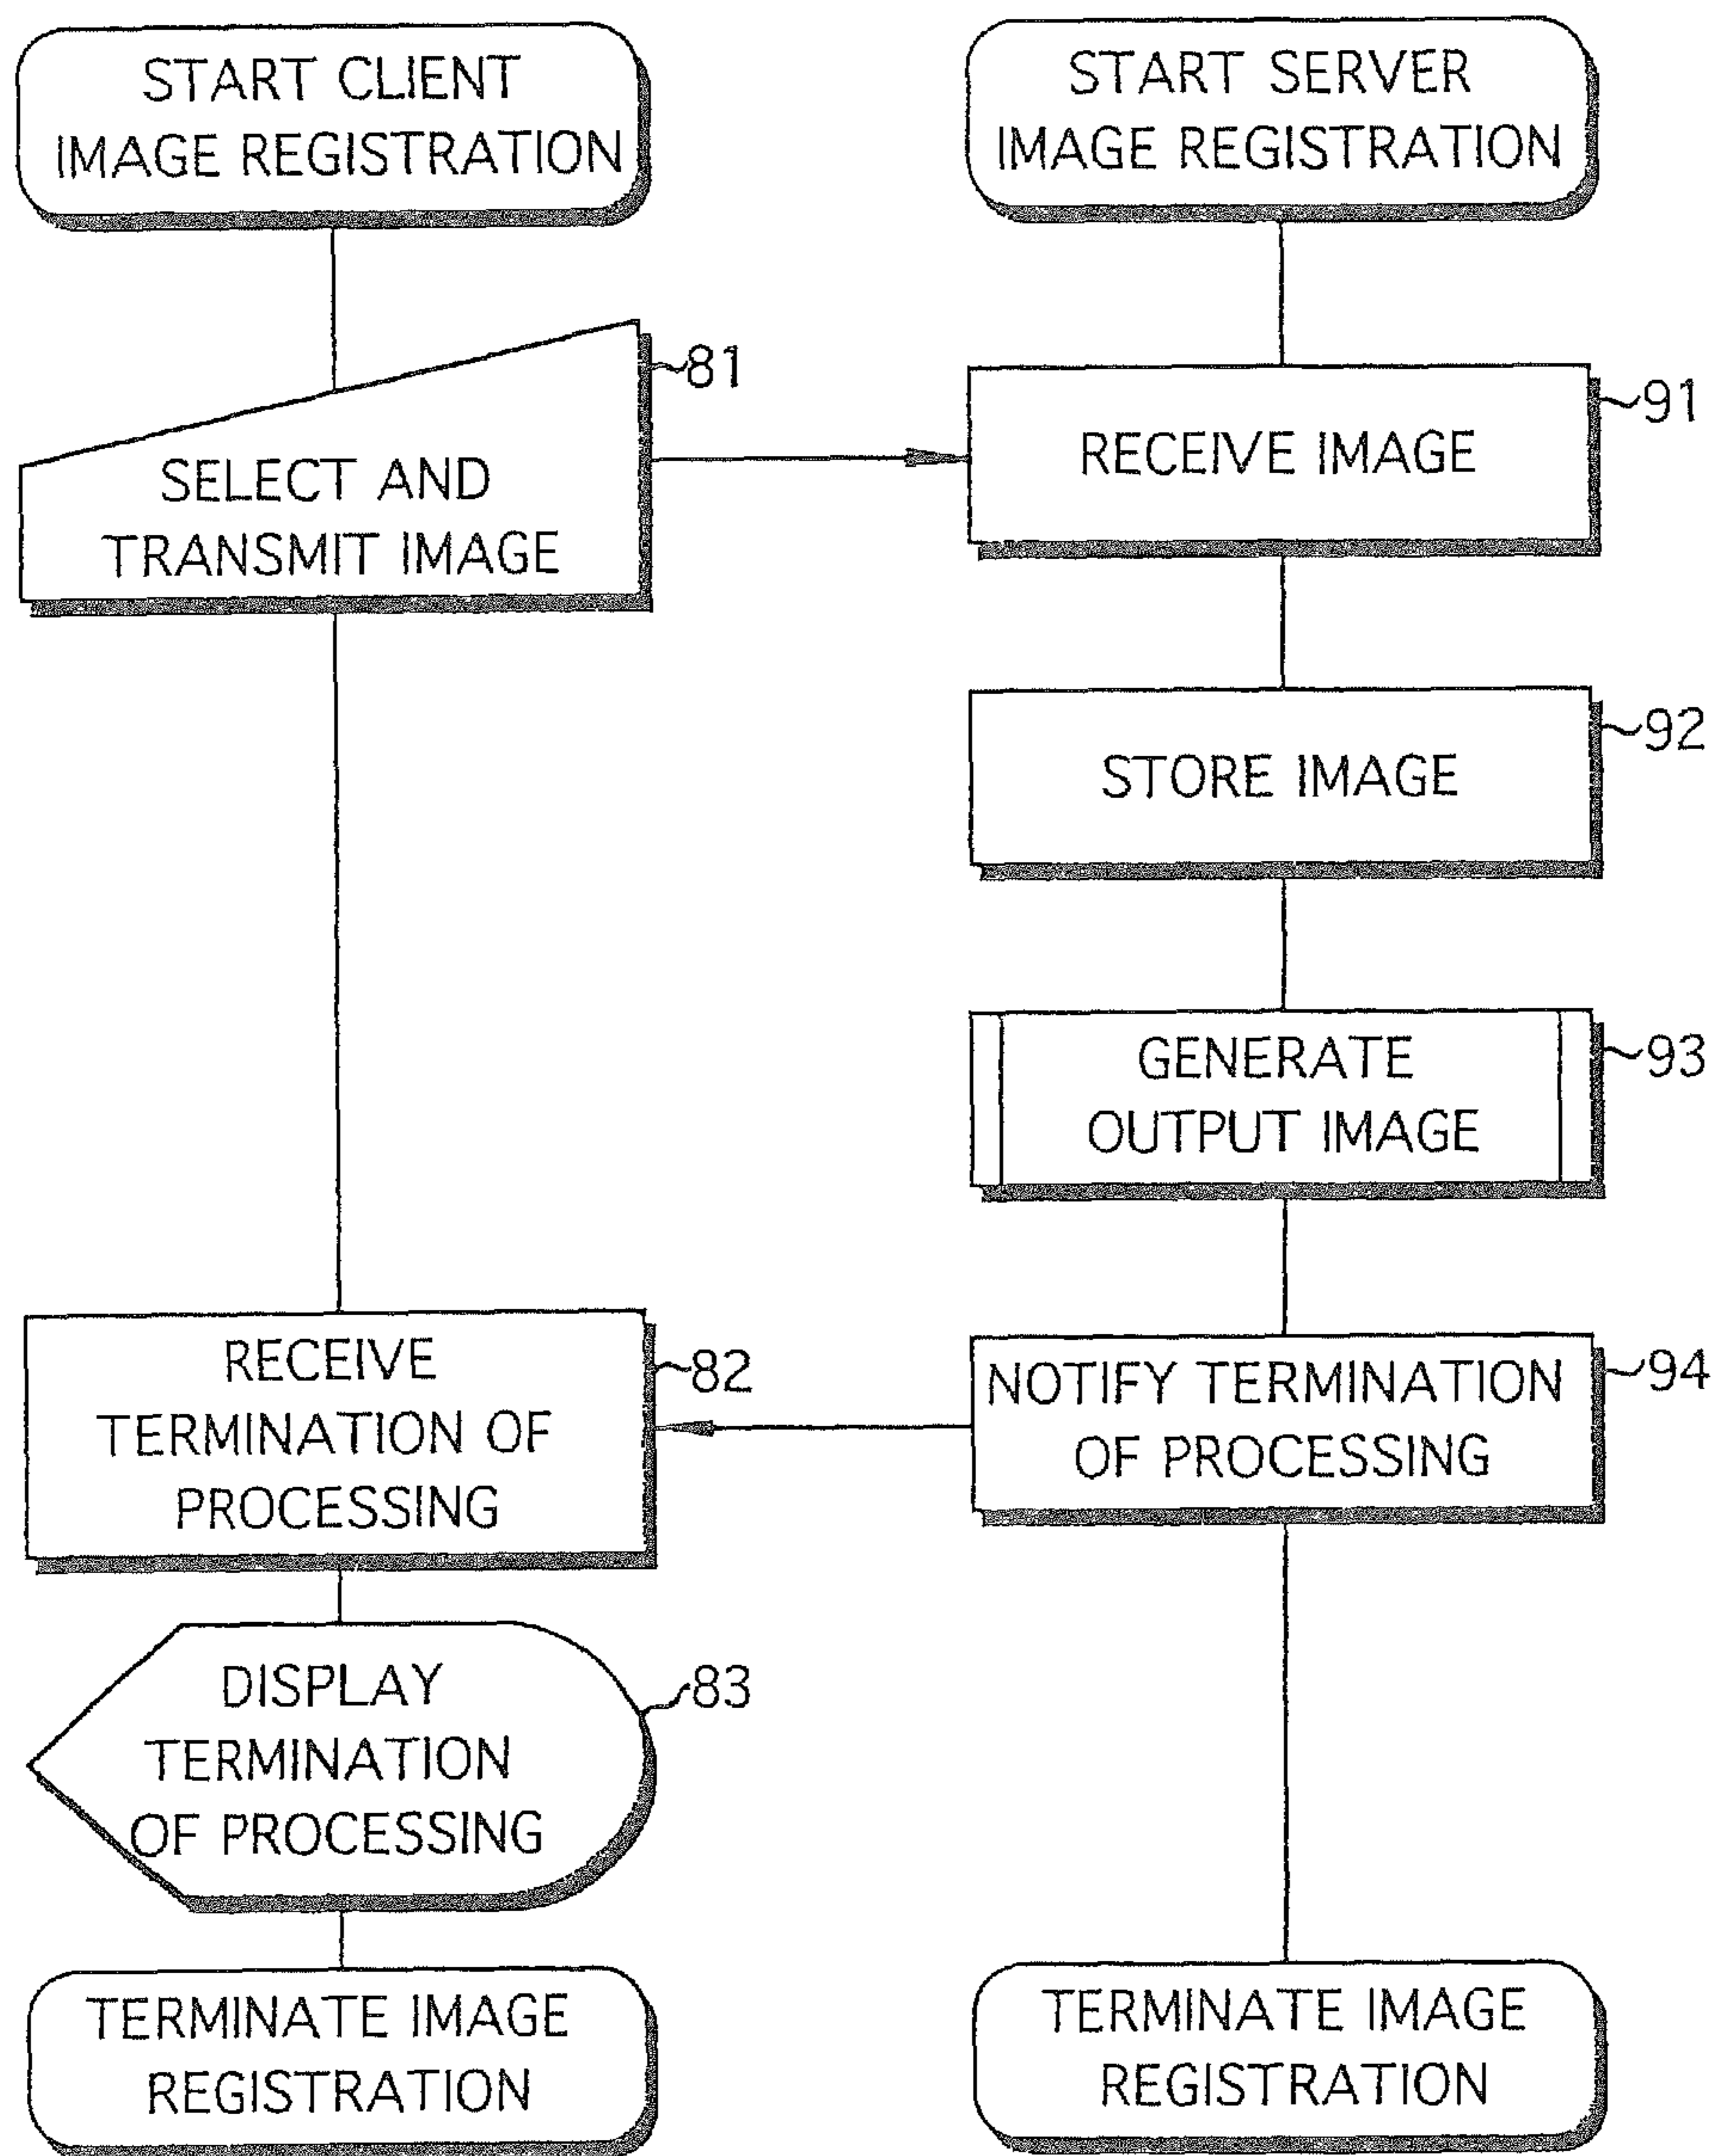 START CLIENT
IMAGE REGISTRATION
81
SELECT AND
TRANSMIT IMAGE
RECEIVE
TERMINATION OF
PROCESSING
82
DISPLAY
TERMINATION
OF PROCESSING
83
TERMINATE IMAGE
REGISTRATION
START SERVER
IMAGE REGISTRATION
RECEIVE IMAGE
91
STORE IMAGE
92
GENERATE
OUTPUT IMAGE
93
NOTIFY TERMINATION
OF PROCESSING
94
TERMINATE IMAGE
REGISTRATION